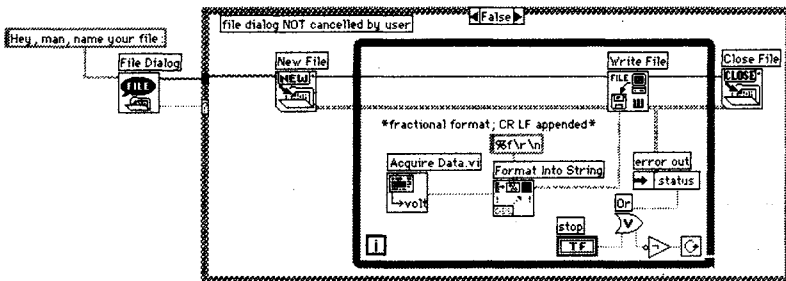 file dialog NOT cancelled by user
False
Hey, man, name your file:
File Dialog
FILE
New File
NEW
Write File
FILE
Close File
CLOSE
*fractional format; CR LF appended*
%f\r\n
Acquire Data.vi
volt
Format Into String
error out
status
Or
V
stop
TF
i